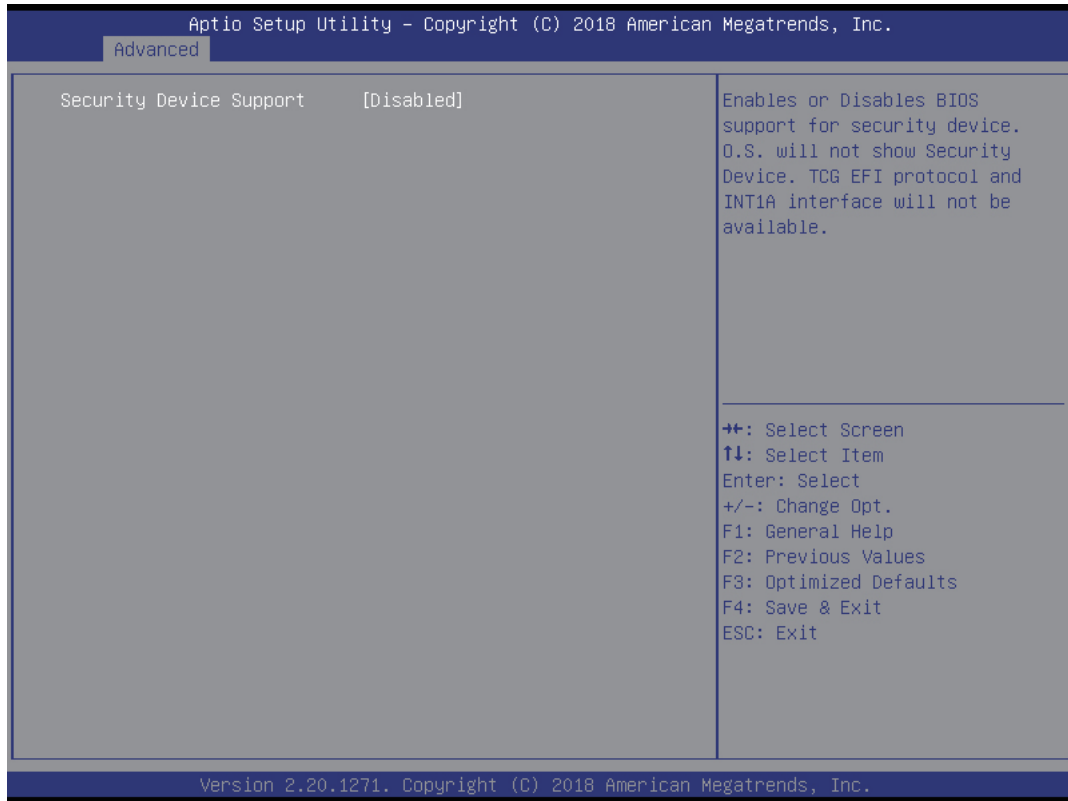 Aptio Setup Utility – Copyright (C) 2018 American Megatrends, Inc.
Advanced
Security Device Support [Disabled]
Enables or Disables BIOS
support for security device.
O.S. will not show Security
Device. TCG EFI protocol and
INT1A interface will not be
available.
→←: Select Screen
↑↓: Select Item
Enter: Select
+/-: Change Opt.
F1: General Help
F2: Previous Values
F3: Optimized Defaults
F4: Save & Exit
ESC: Exit
Version 2.20.1271. Copyright (C) 2018 American Megatrends, Inc.